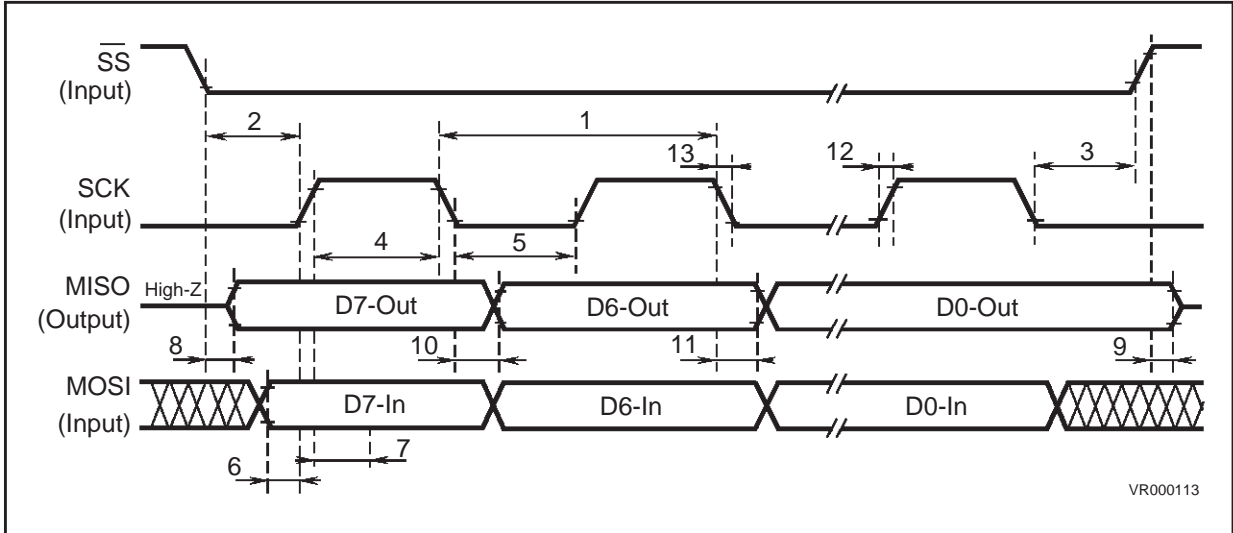 SS
(Input)
2
1
13
12
3
SCK
(Input)
4
5
MISO
(Output)
High-Z
D7-Out
D6-Out
D0-Out
8
10
11
9
MOSI
(Input)
D7-In
D6-In
D0-In
6
7
VR000113